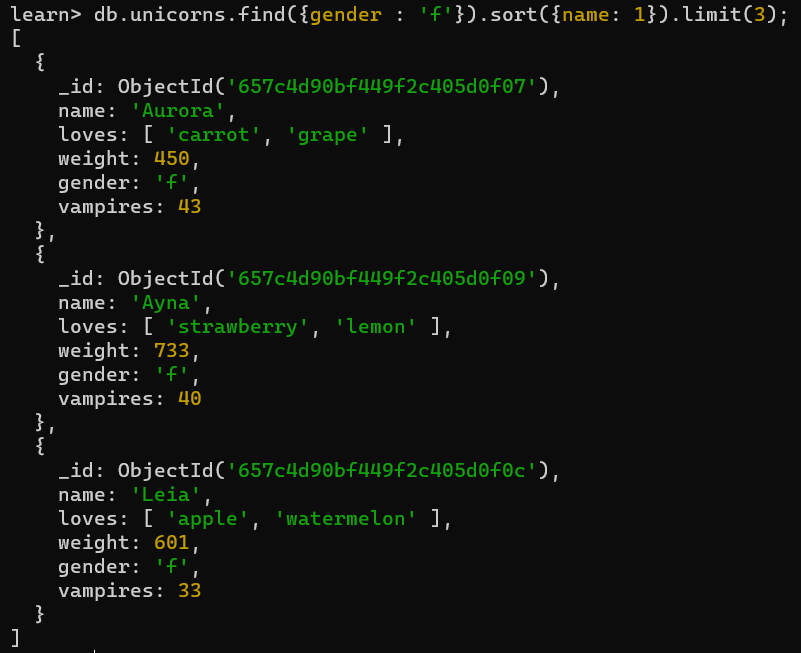 learn> db.unicorns.find({gender : 'f'}).sort({name: 1}).limit(3);
[
  {
    _id: ObjectId('657c4d90bf449f2c405d0f07'),
    name: 'Aurora',
    loves: [ 'carrot', 'grape' ],
    weight: 450,
    gender: 'f',
    vampires: 43
  },
  {
    _id: ObjectId('657c4d90bf449f2c405d0f09'),
    name: 'Ayna',
    loves: [ 'strawberry', 'lemon' ],
    weight: 733,
    gender: 'f',
    vampires: 40
  },
  {
    _id: ObjectId('657c4d90bf449f2c405d0f0c'),
    name: 'Leia',
    loves: [ 'apple', 'watermelon' ],
    weight: 601,
    gender: 'f',
    vampires: 33
  }
]